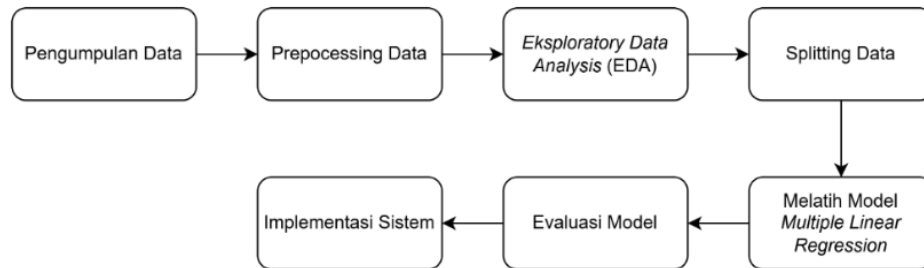 Pengumpulan Data
Prepocessing Data
Eksploratory Data
Analysis (EDA)
Splitting Data
Melatih Model
Multiple Linear
Regression
Evaluasi Model
Implementasi Sistem